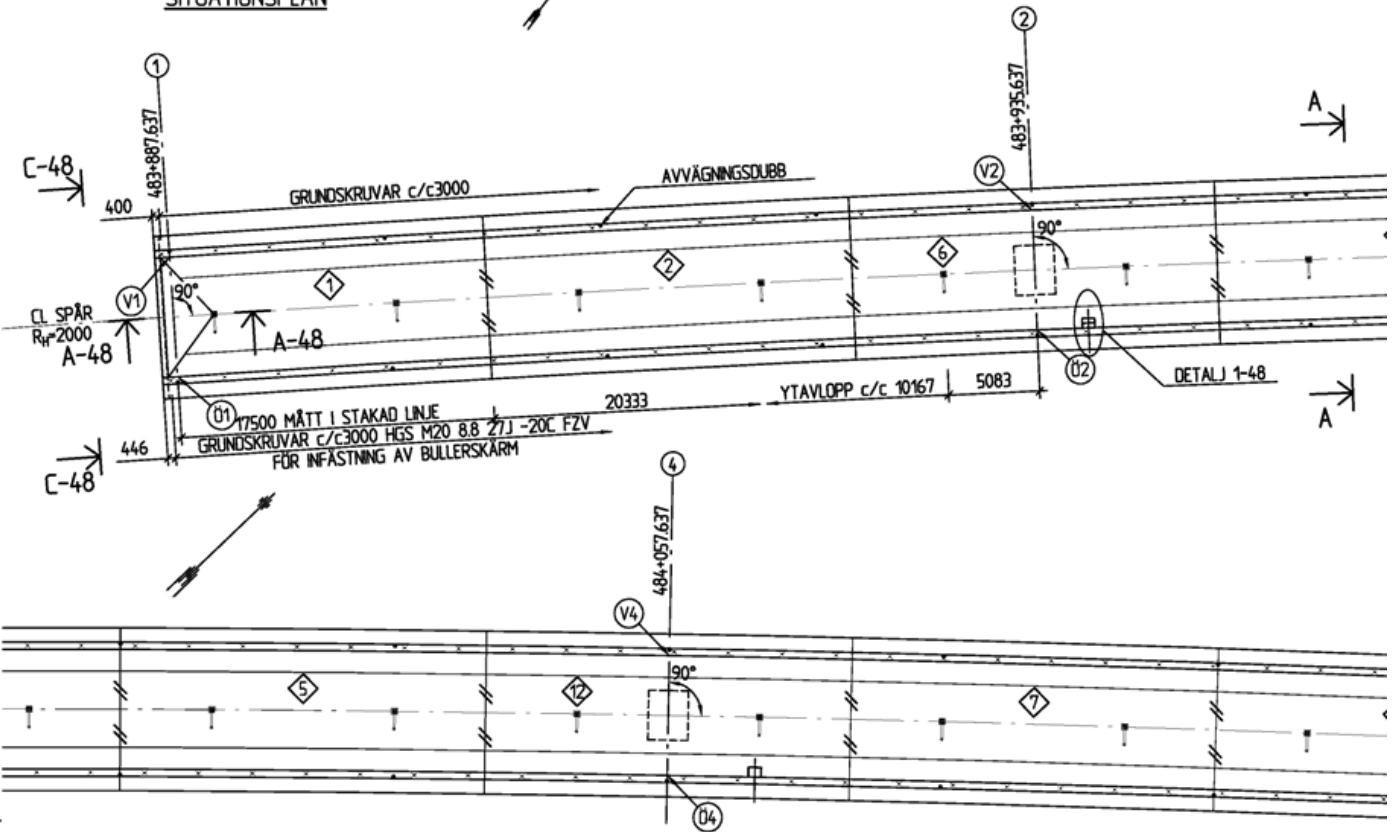 SITUATIONSPLAN
1
2
483+887.637
483+935.637
A
C-48
V2
400
GRUNDSKRUVAR c/c3000
AVVÄGNINGSDUBB
90°
6
2
1
V1
90°
CL SPÅR
RH=2000
A-48
A-48
Ö2
DETALJ 1-48
Ö1
17500 MÅTT I STAKAD LINJE
20333
YTAVLOPP c/c 10167
5083
A
GRUNDSKRUVAR c/c3000 HGS M20 8.8 27J -20C FZV
446
FÖR INFÄSTNING AV BULLERSKÄRM
C-48
4
484+057.637
V4
90°
5
12
7
Ö4